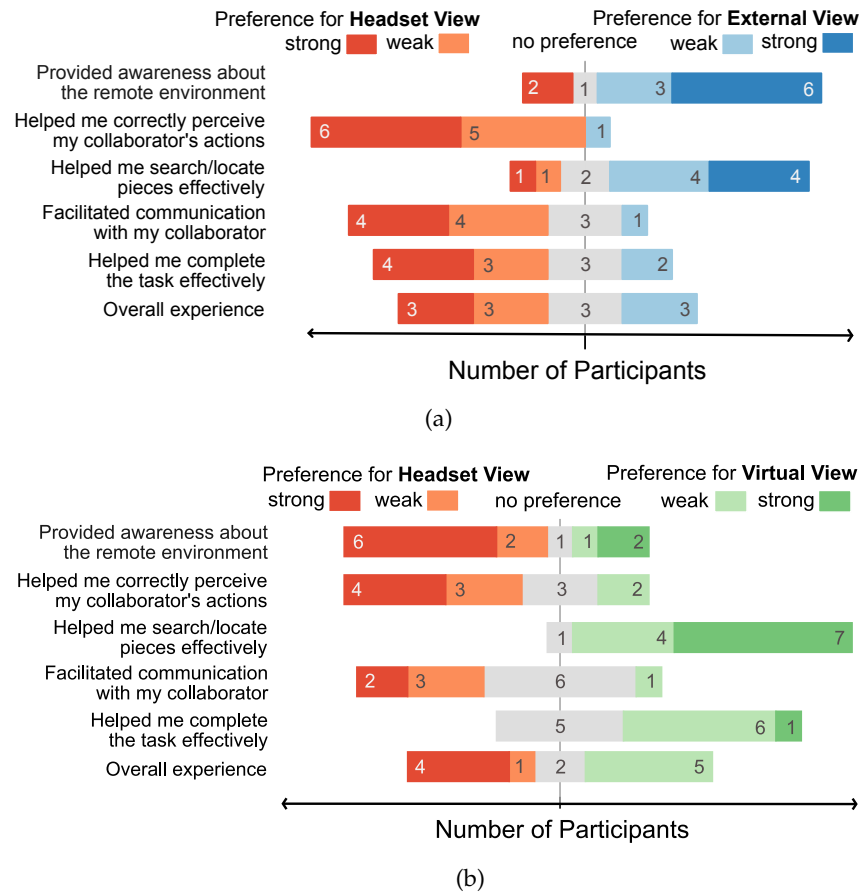 Preference for Headset View
Preference for External View
strong weak
no preference
weak strong
Provided awareness about
the remote environment
2 1 3 6
Helped me correctly perceive
my collaborator's actions
6 5 1
Helped me search/locate
pieces effectively
1 1 2 4 4
Facilitated communication
with my collaborator
4 4 3 1
Helped me complete
the task effectively
4 3 3 2
Overall experience
3 3 3 3
Number of Participants
(a)
Preference for Headset View
Preference for Virtual View
strong weak
no preference
weak strong
Provided awareness about
the remote environment
6 2 1 1 2
Helped me correctly perceive
my collaborator's actions
4 3 3 2
Helped me search/locate
pieces effectively
1 4 7
Facilitated communication
with my collaborator
2 3 6 1
Helped me complete
the task effectively
5 6 1
Overall experience
4 1 2 5
Number of Participants
(b)